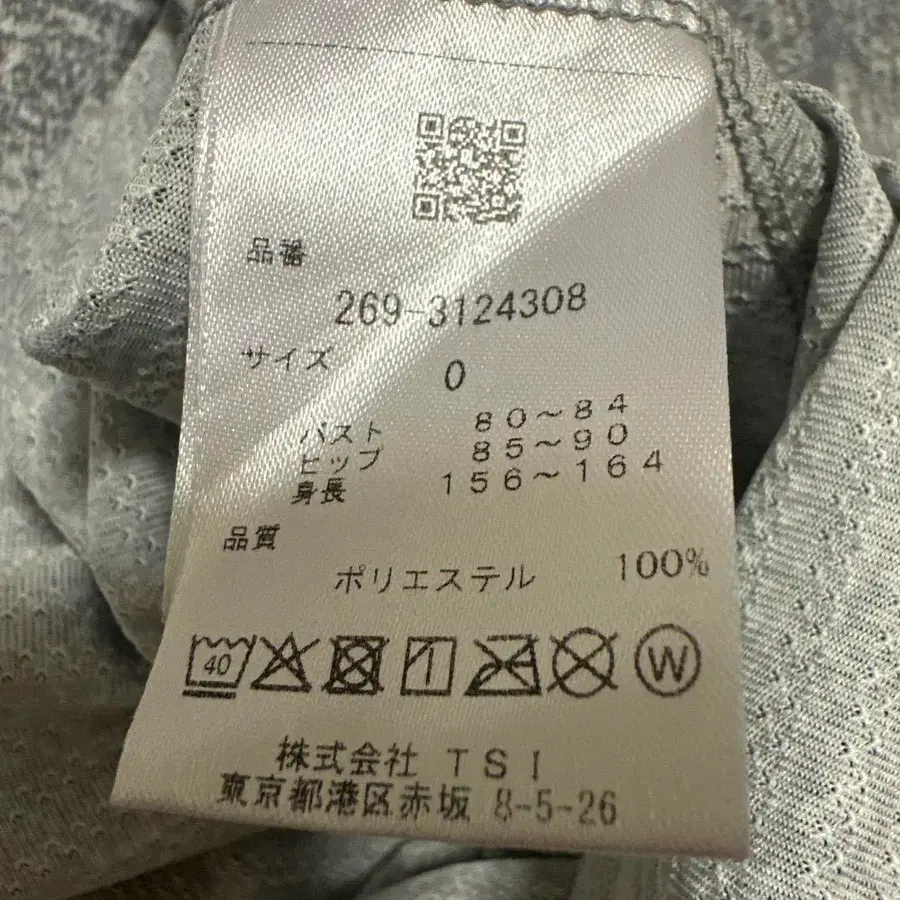 品番
269-3124308
サイズ
0
バスト 80～84
ヒップ 85～90
身長 156～164
品質
ポリエステル 100%
40
W
株式会社 TSI
東京都港区赤坂 8-5-26